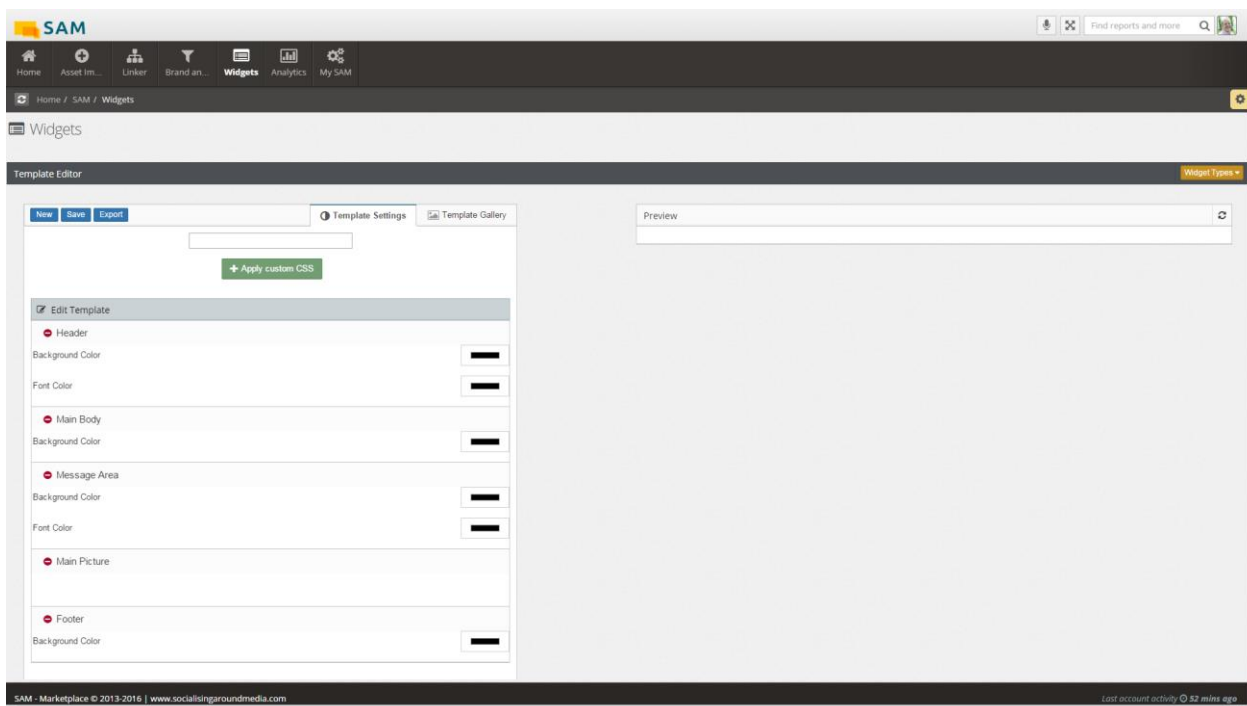 SAM
Find reports and more
Home
Asset Im...
Linker
Brand an...
Widgets
Analytics
My SAM
Home / SAM / Widgets
Widgets
Template Editor
Widget Types
New Save Export
Template Settings
Template Gallery
Preview
Apply custom CSS
Edit Template
Header
Background Color
Font Color
Main Body
Background Color
Message Area
Background Color
Font Color
Main Picture
Footer
Background Color
SAM - Marketplace © 2013-2016 | www.socialisingaroundmedia.com
Last account activity 52 mins ago